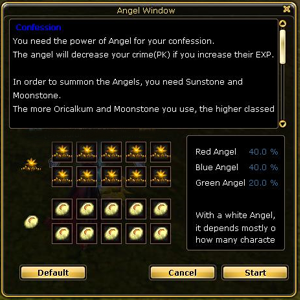 Angel Window
Confission
You need the power of Angel for your confession.
The angel will decrease your crime(PK) if you increase their EXP.
In order to summon the Angels, you need Sunstone and
Moonstone.
The more Oricalkum and Moonstone you use, the higher classed
Red Angel 40.0 %
Blue Angel 40.0 %
Green Angel 20.0 %
With a white Angel,
it depends mostly o
how many characte
Default
Cancel
Start